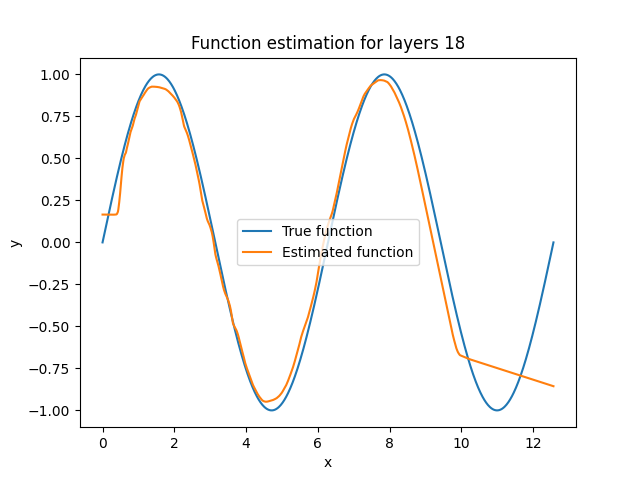 Function estimation for layers 18
1.00
0.75
0.50
0.25
0.00
−0.25
−0.50
−0.75
−1.00
y
True function
Estimated function
0 2 4 6 8 10 12
x